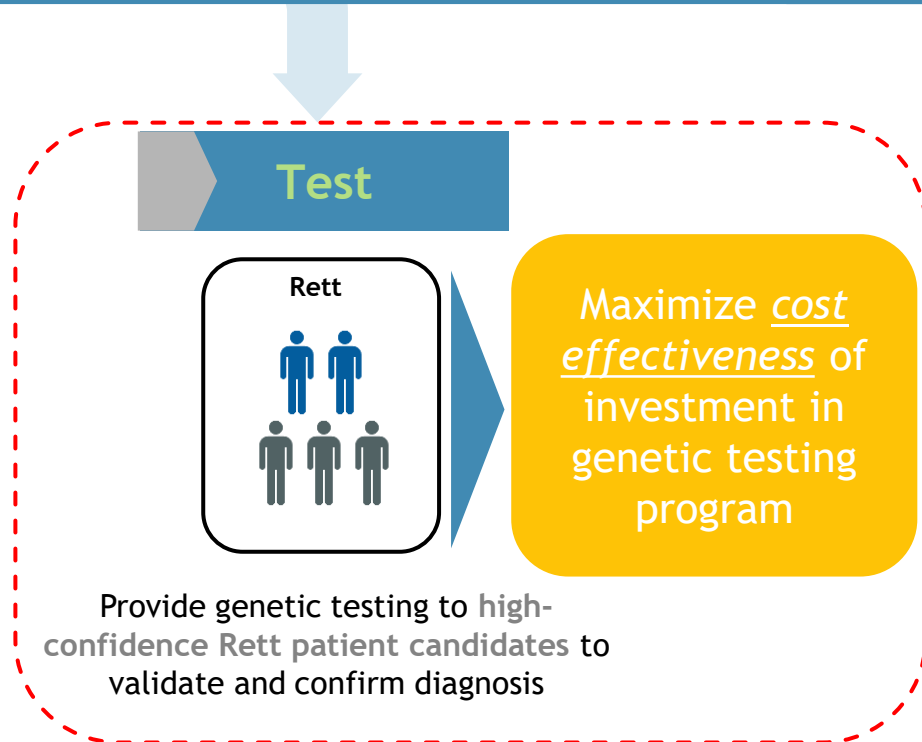 Test
Rett
Maximize cost
effectiveness of
investment in
genetic testing
program
Provide genetic testing to high-
confidence Rett patient candidates to
validate and confirm diagnosis